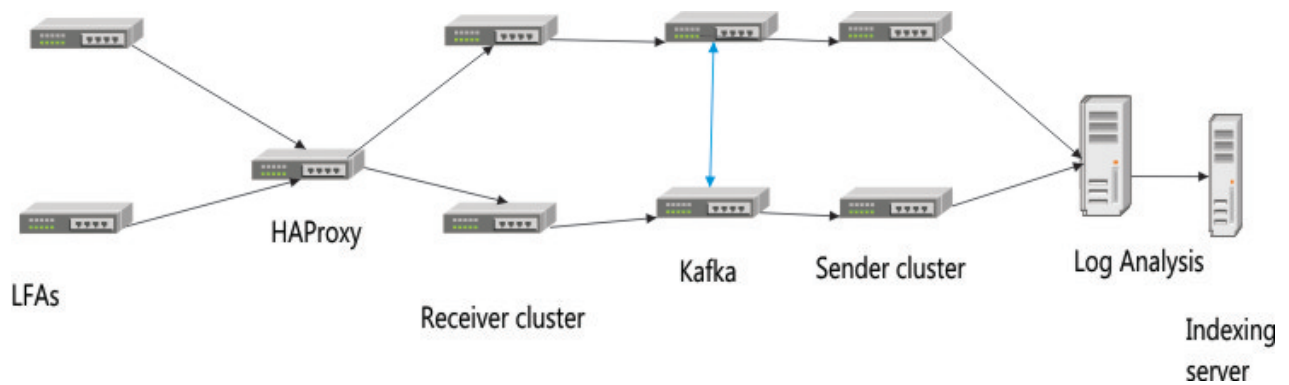 HAProxy
LFAs
Receiver cluster
Kafka
Sender cluster
Log Analysis
Indexing
server